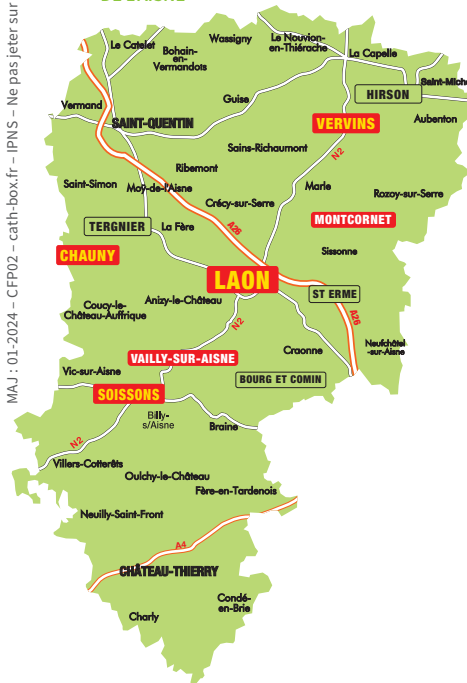 DE L'AISNE
MAJ : 01-2024 – CFP02 – cath-box.fr – IPNS – Ne pas jeter sur
Le Catelet
Bohain-
en-
Vermandots
Wassigny
Le Nouvion-
en-Thiérache
La Capelle
Saint-Mich
HIRSON
Aubenton
Vermand
Guise
SAINT-QUENTIN
VERVINS
Sains-Richaumont
N2
Ribemont
Saint-Simon
Moÿ-de-l'Aisne
Marle
Rozoy-sur-Serre
Crécy-sur-Serre
MONTCORNET
TERGNIER
La Fère
A26
Sissonne
CHAUNY
LAON
ST ERME
Anizy-le-Château
Coucy-le-
Château-Auffrique
A26
N2
Neufchâtel
-sur-Aisne
Craonne
VAILLY-SUR-AISNE
Vic-sur-Aisne
BOURG ET COMIN
SOISSONS
Billy-
s/Aisne
Braine
N2
Villers-Cotterêts
Oulchy-le-Château
Fère-en-Tardenois
Neuilly-Saint-Front
A4
CHÂTEAU-THIERRY
Condé-
en-Brie
Charly